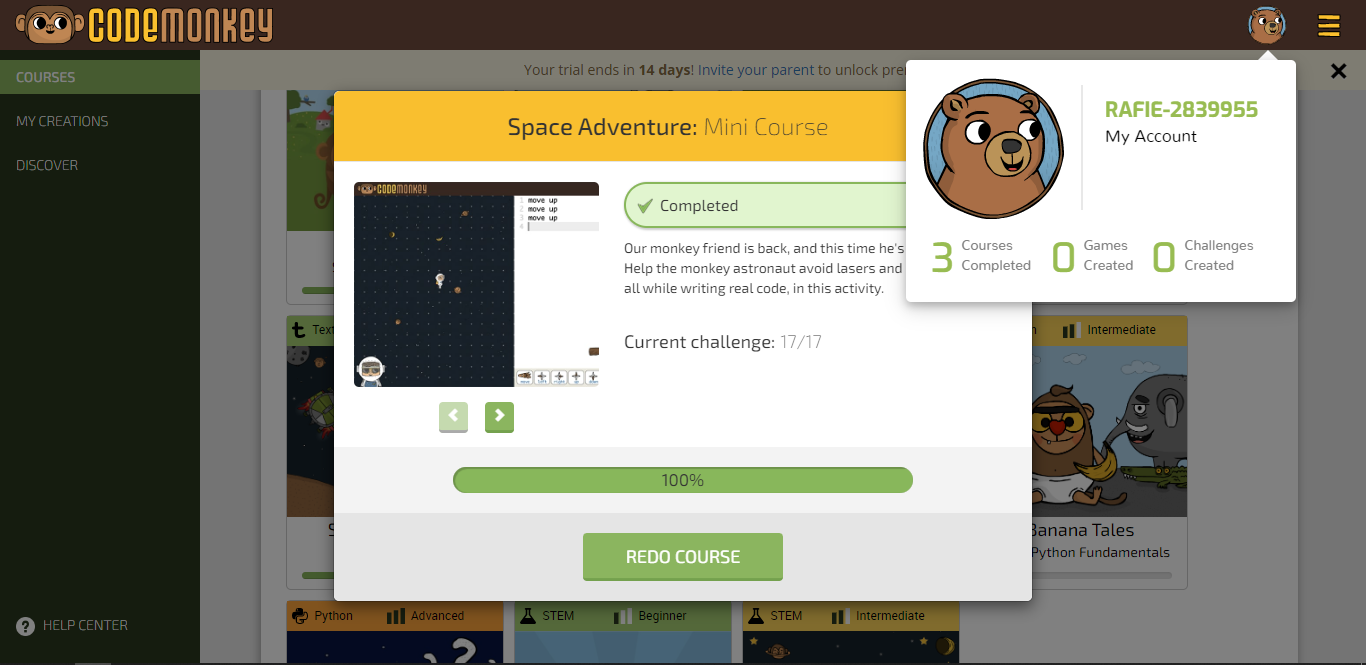 CODEMONKEY
COURSES
MY CREATIONS
DISCOVER
HELP CENTER
Your trial ends in 14 days! Invite your parent to unlock pre
RAFIE-2839955
My Account
3 Courses Completed
0 Games Created
0 Challenges Created
Space Adventure: Mini Course
CODEMONKEY
1 move up
2 move up
3 move up
4
Completed
Our monkey friend is back, and this time he's
Help the monkey astronaut avoid lasers and
all while writing real code, in this activity.
Current challenge: 17/17
100%
REDO COURSE
Text
Intermediate
Banana Tales
Python Fundamentals
Python
Advanced
STEM
Beginner
STEM
Intermediate